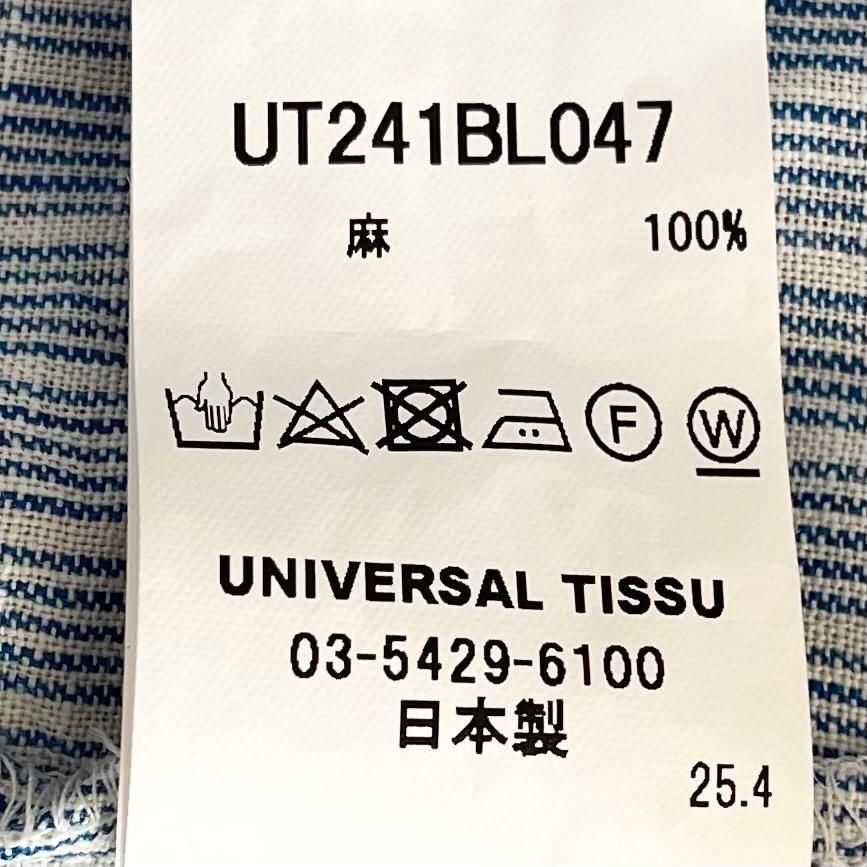 UT241BL047
麻 100%
F W
UNIVERSAL TISSU
03-5429-6100
日本製
25.4